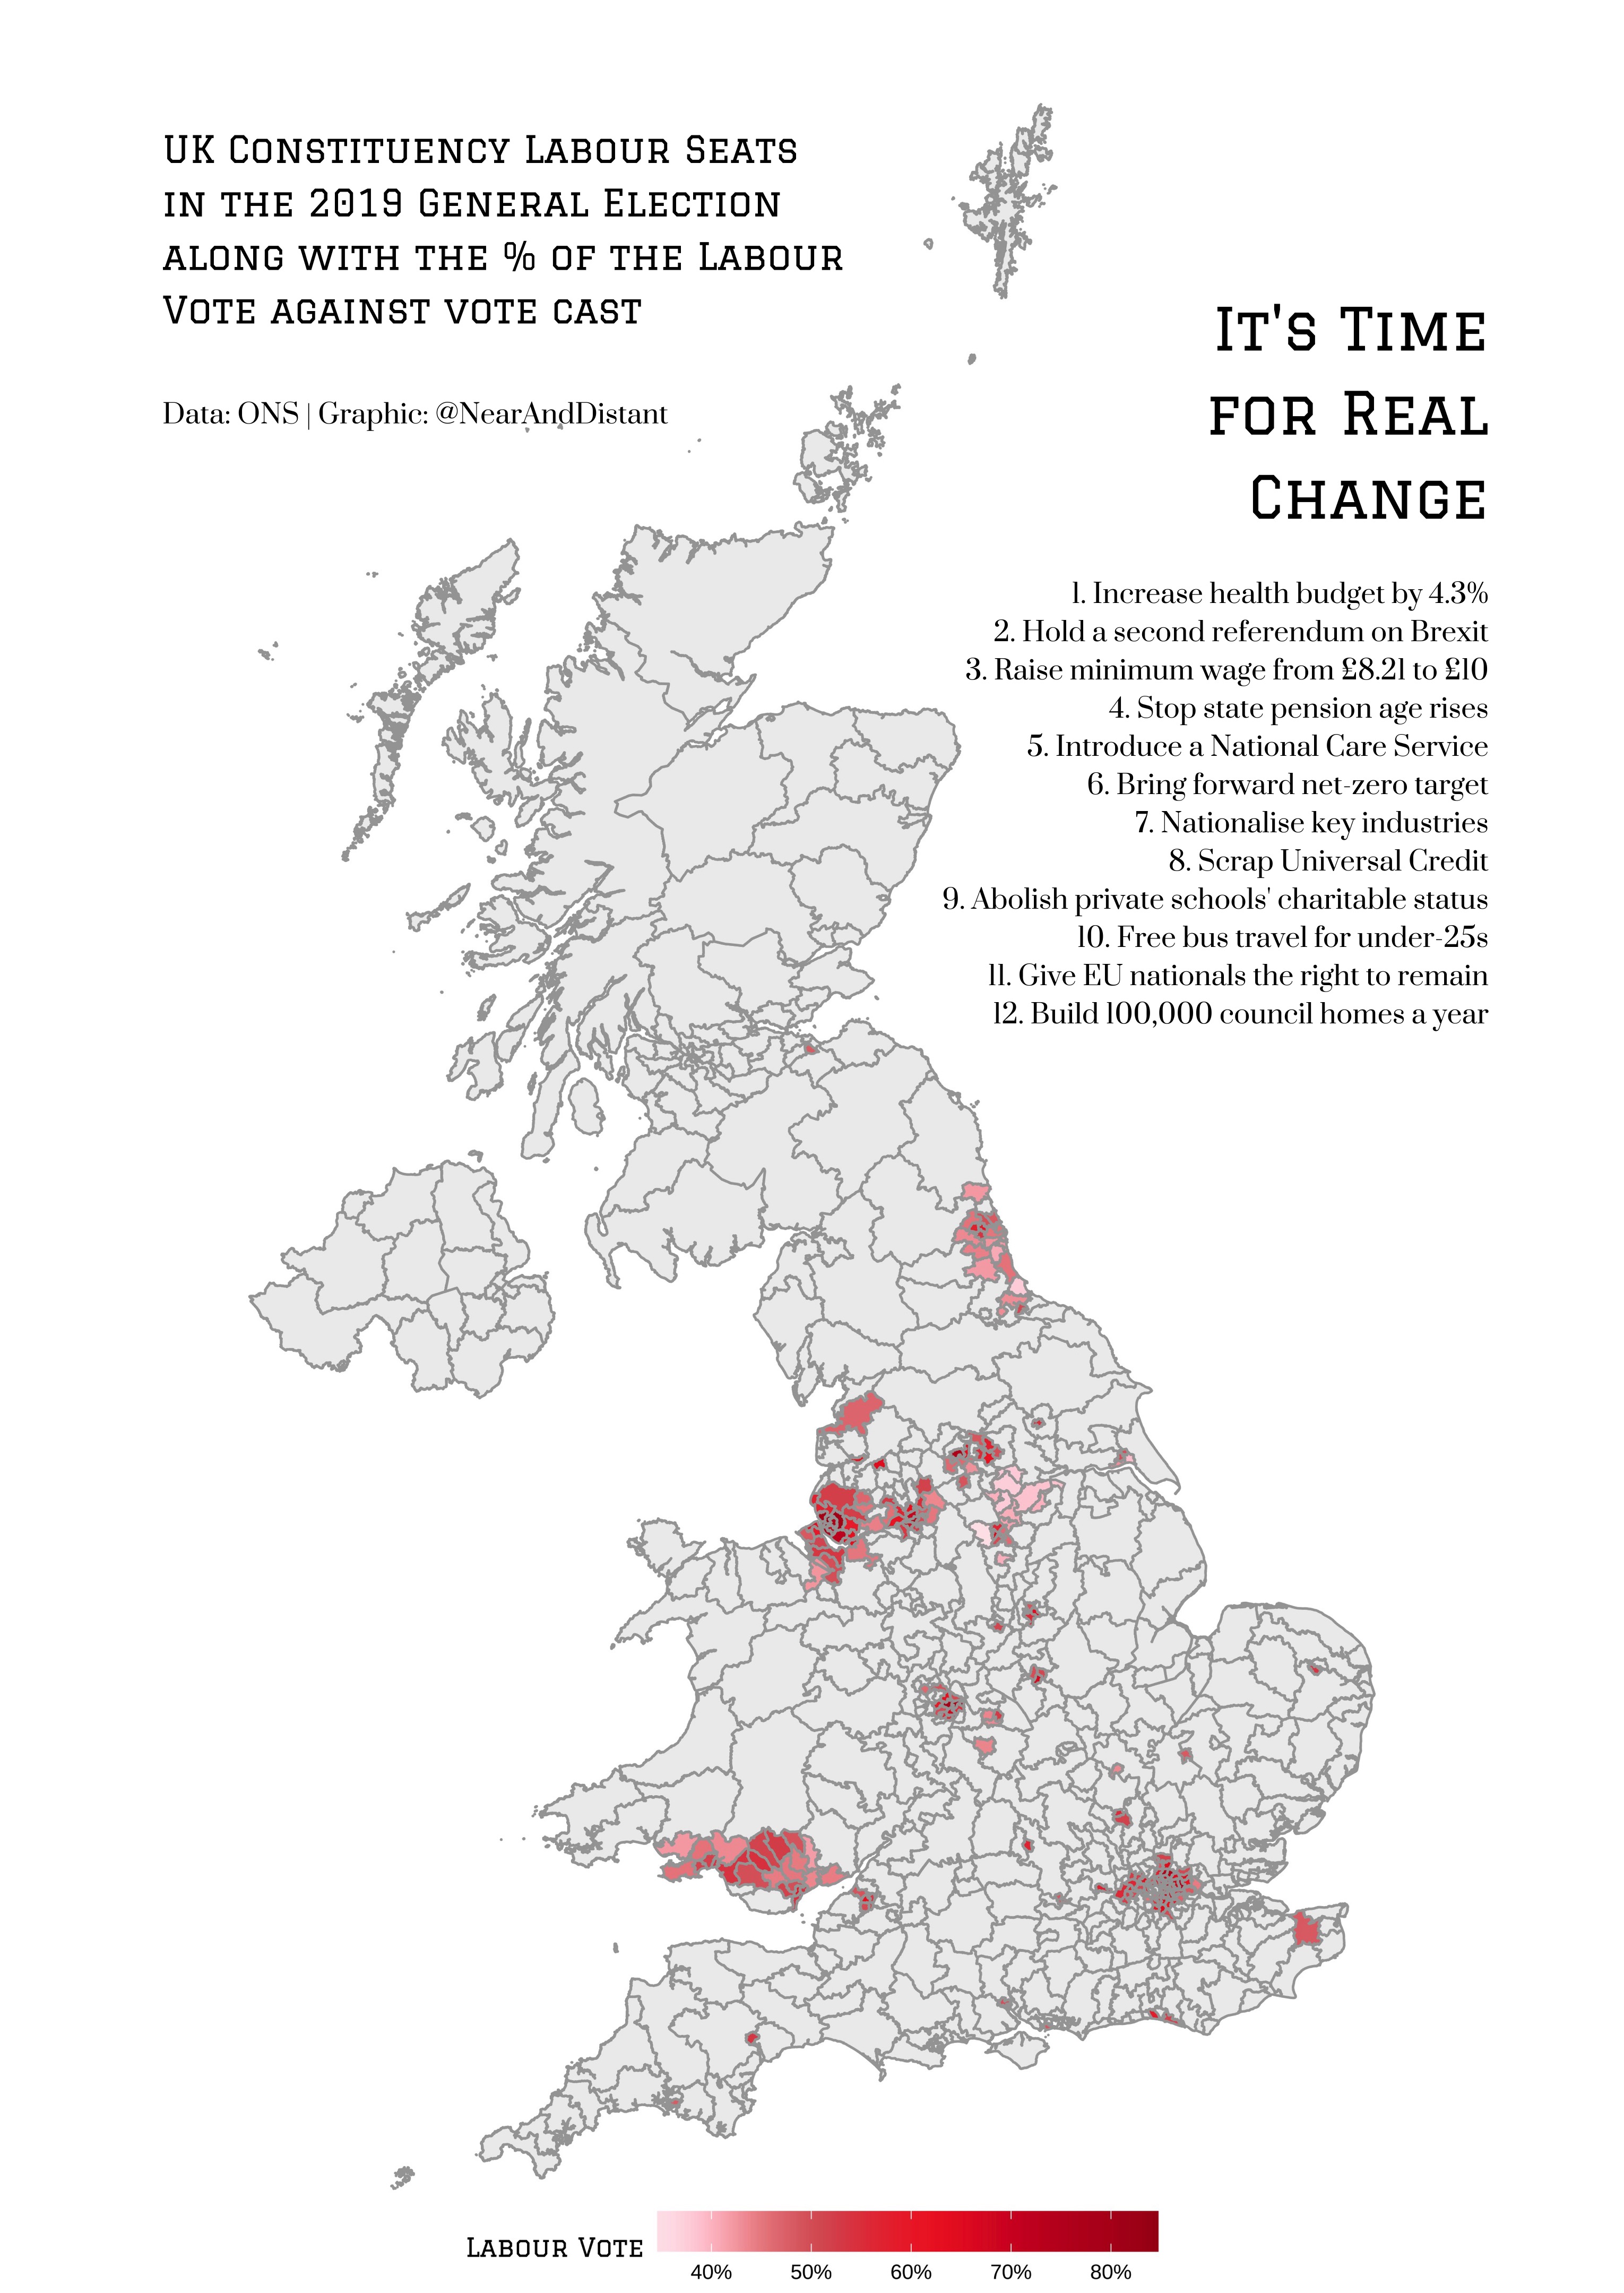 UK Constituency Labour Seats
in the 2019 General Election
along with the % of the Labour
Vote against vote cast
Data: ONS | Graphic: @NearAndDistant
It's Time
for Real
Change
1. Increase health budget by 4.3%
2. Hold a second referendum on Brexit
3. Raise minimum wage from £8.21 to £10
4. Stop state pension age rises
5. Introduce a National Care Service
6. Bring forward net-zero target
7. Nationalise key industries
8. Scrap Universal Credit
9. Abolish private schools' charitable status
10. Free bus travel for under-25s
11. Give EU nationals the right to remain
12. Build 100,000 council homes a year
Labour Vote
40% 50% 60% 70% 80%